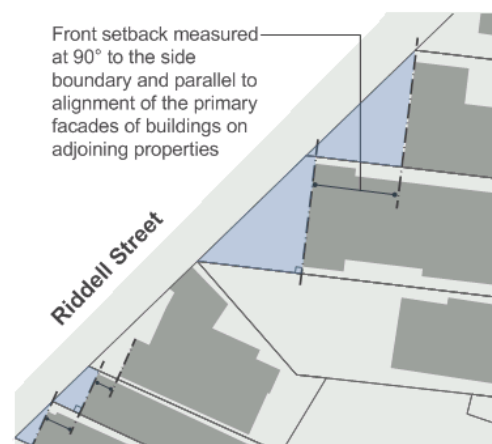 Front setback measured
at 90° to the side
boundary and parallel to
alignment of the primary
facades of buildings on
adjoining properties
Riddell Street